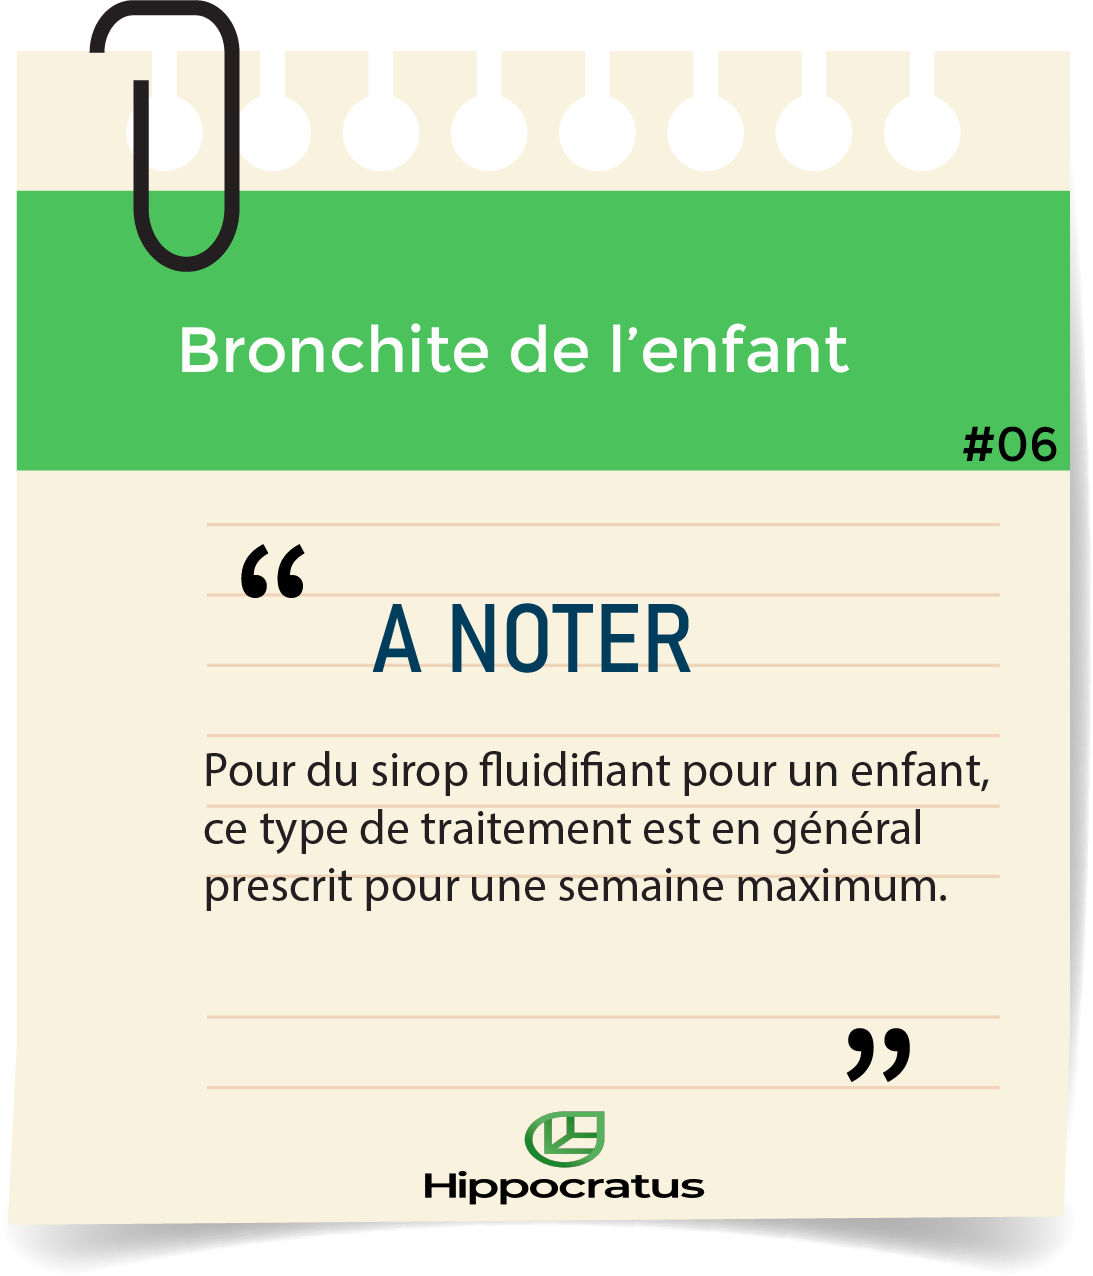 Bronchite de l’enfant
#06
“
A NOTER
Pour du sirop fluidifiant pour un enfant,
ce type de traitement est en général
prescrit pour une semaine maximum.
”
Hippocratus